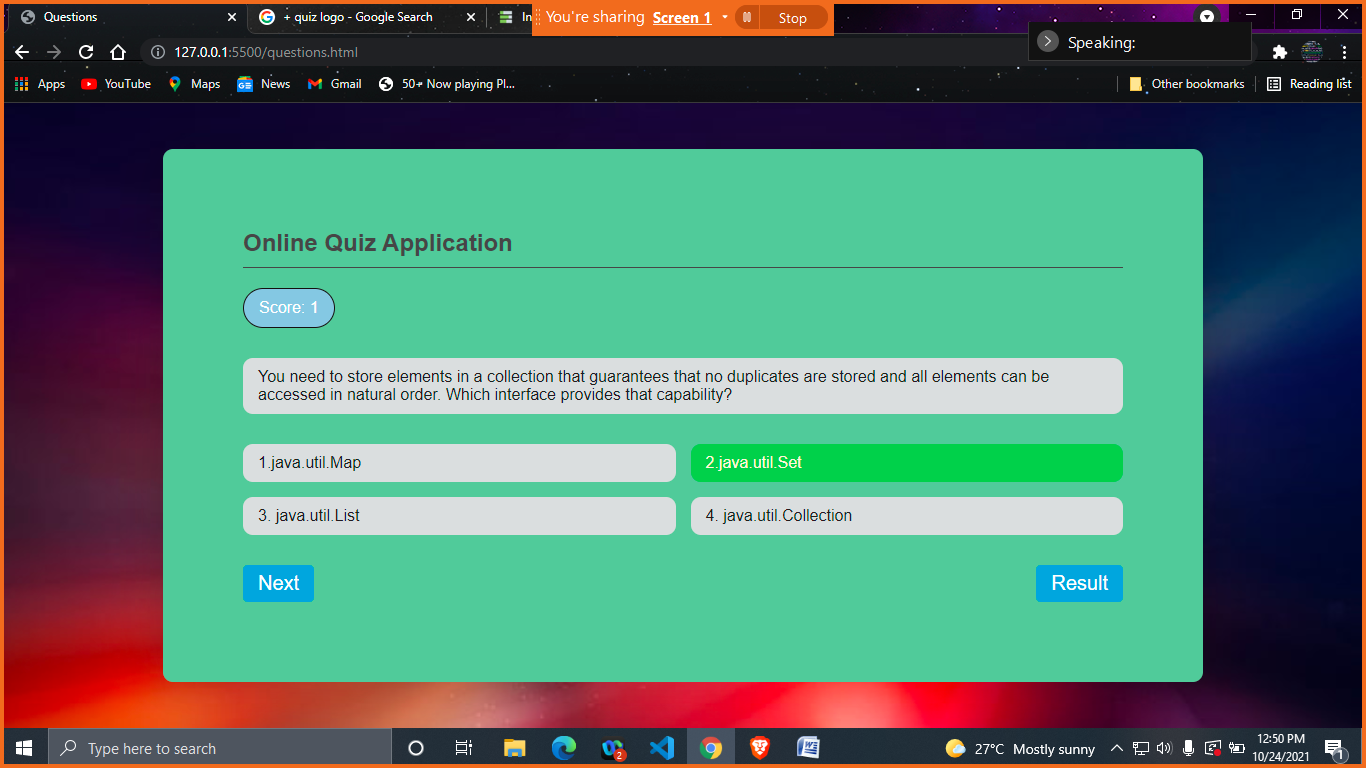 Questions
+ quiz logo - Google Search
In
You're sharing Screen 1
Stop
Speaking:
127.0.0.1:5500/questions.html
Apps
YouTube
Maps
News
Gmail
50+ Now playing Pl...
Other bookmarks
Reading list
Online Quiz Application
Score: 1
You need to store elements in a collection that guarantees that no duplicates are stored and all elements can be
accessed in natural order. Which interface provides that capability?
1.java.util.Map
2.java.util.Set
3. java.util.List
4. java.util.Collection
Next
Result
Type here to search
2
27°C Mostly sunny
12:50 PM
10/24/2021
1